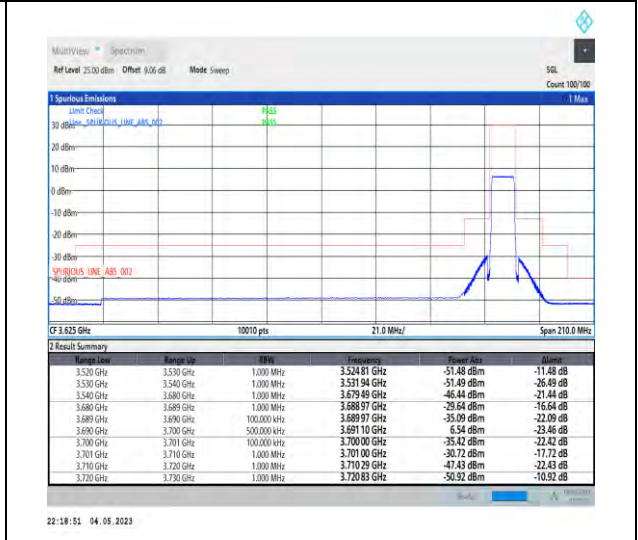 MultiView Spectrum
Ref Level 25.00 dBm Offset 9.06 dB Mode Sweep SGL
Count 100/100
1 Spurious Emissions 1 Max
Limit Check PASS
Line _SPURIOUS_LINE_ABS_002 PASS
30 dBm
20 dBm
10 dBm
0 dBm
-10 dBm
-20 dBm
-30 dBm
SPURIOUS_LINE_ABS_002
-40 dBm
-50 dBm
CF 3.625 GHz 10010 pts 21.0 MHz/ Span 210.0 MHz
2 Result Summary
Range Low Range Up RBW Frequency Power Abs ΔLimit
3.520 GHz 3.530 GHz 1.000 MHz 3.524 81 GHz -51.48 dBm -11.48 dB
3.530 GHz 3.540 GHz 1.000 MHz 3.531 94 GHz -51.49 dBm -26.49 dB
3.540 GHz 3.680 GHz 1.000 MHz 3.679 49 GHz -46.44 dBm -21.44 dB
3.680 GHz 3.689 GHz 1.000 MHz 3.688 97 GHz -29.64 dBm -16.64 dB
3.689 GHz 3.690 GHz 100.000 kHz 3.689 97 GHz -35.09 dBm -22.09 dB
3.690 GHz 3.700 GHz 500.000 kHz 3.691 10 GHz 6.54 dBm -23.46 dB
3.700 GHz 3.701 GHz 100.000 kHz 3.700 00 GHz -35.42 dBm -22.42 dB
3.701 GHz 3.710 GHz 1.000 MHz 3.701 00 GHz -30.72 dBm -17.72 dB
3.710 GHz 3.720 GHz 1.000 MHz 3.710 29 GHz -47.43 dBm -22.43 dB
3.720 GHz 3.730 GHz 1.000 MHz 3.720 83 GHz -50.92 dBm -10.92 dB
22:18:51 04.05.2023